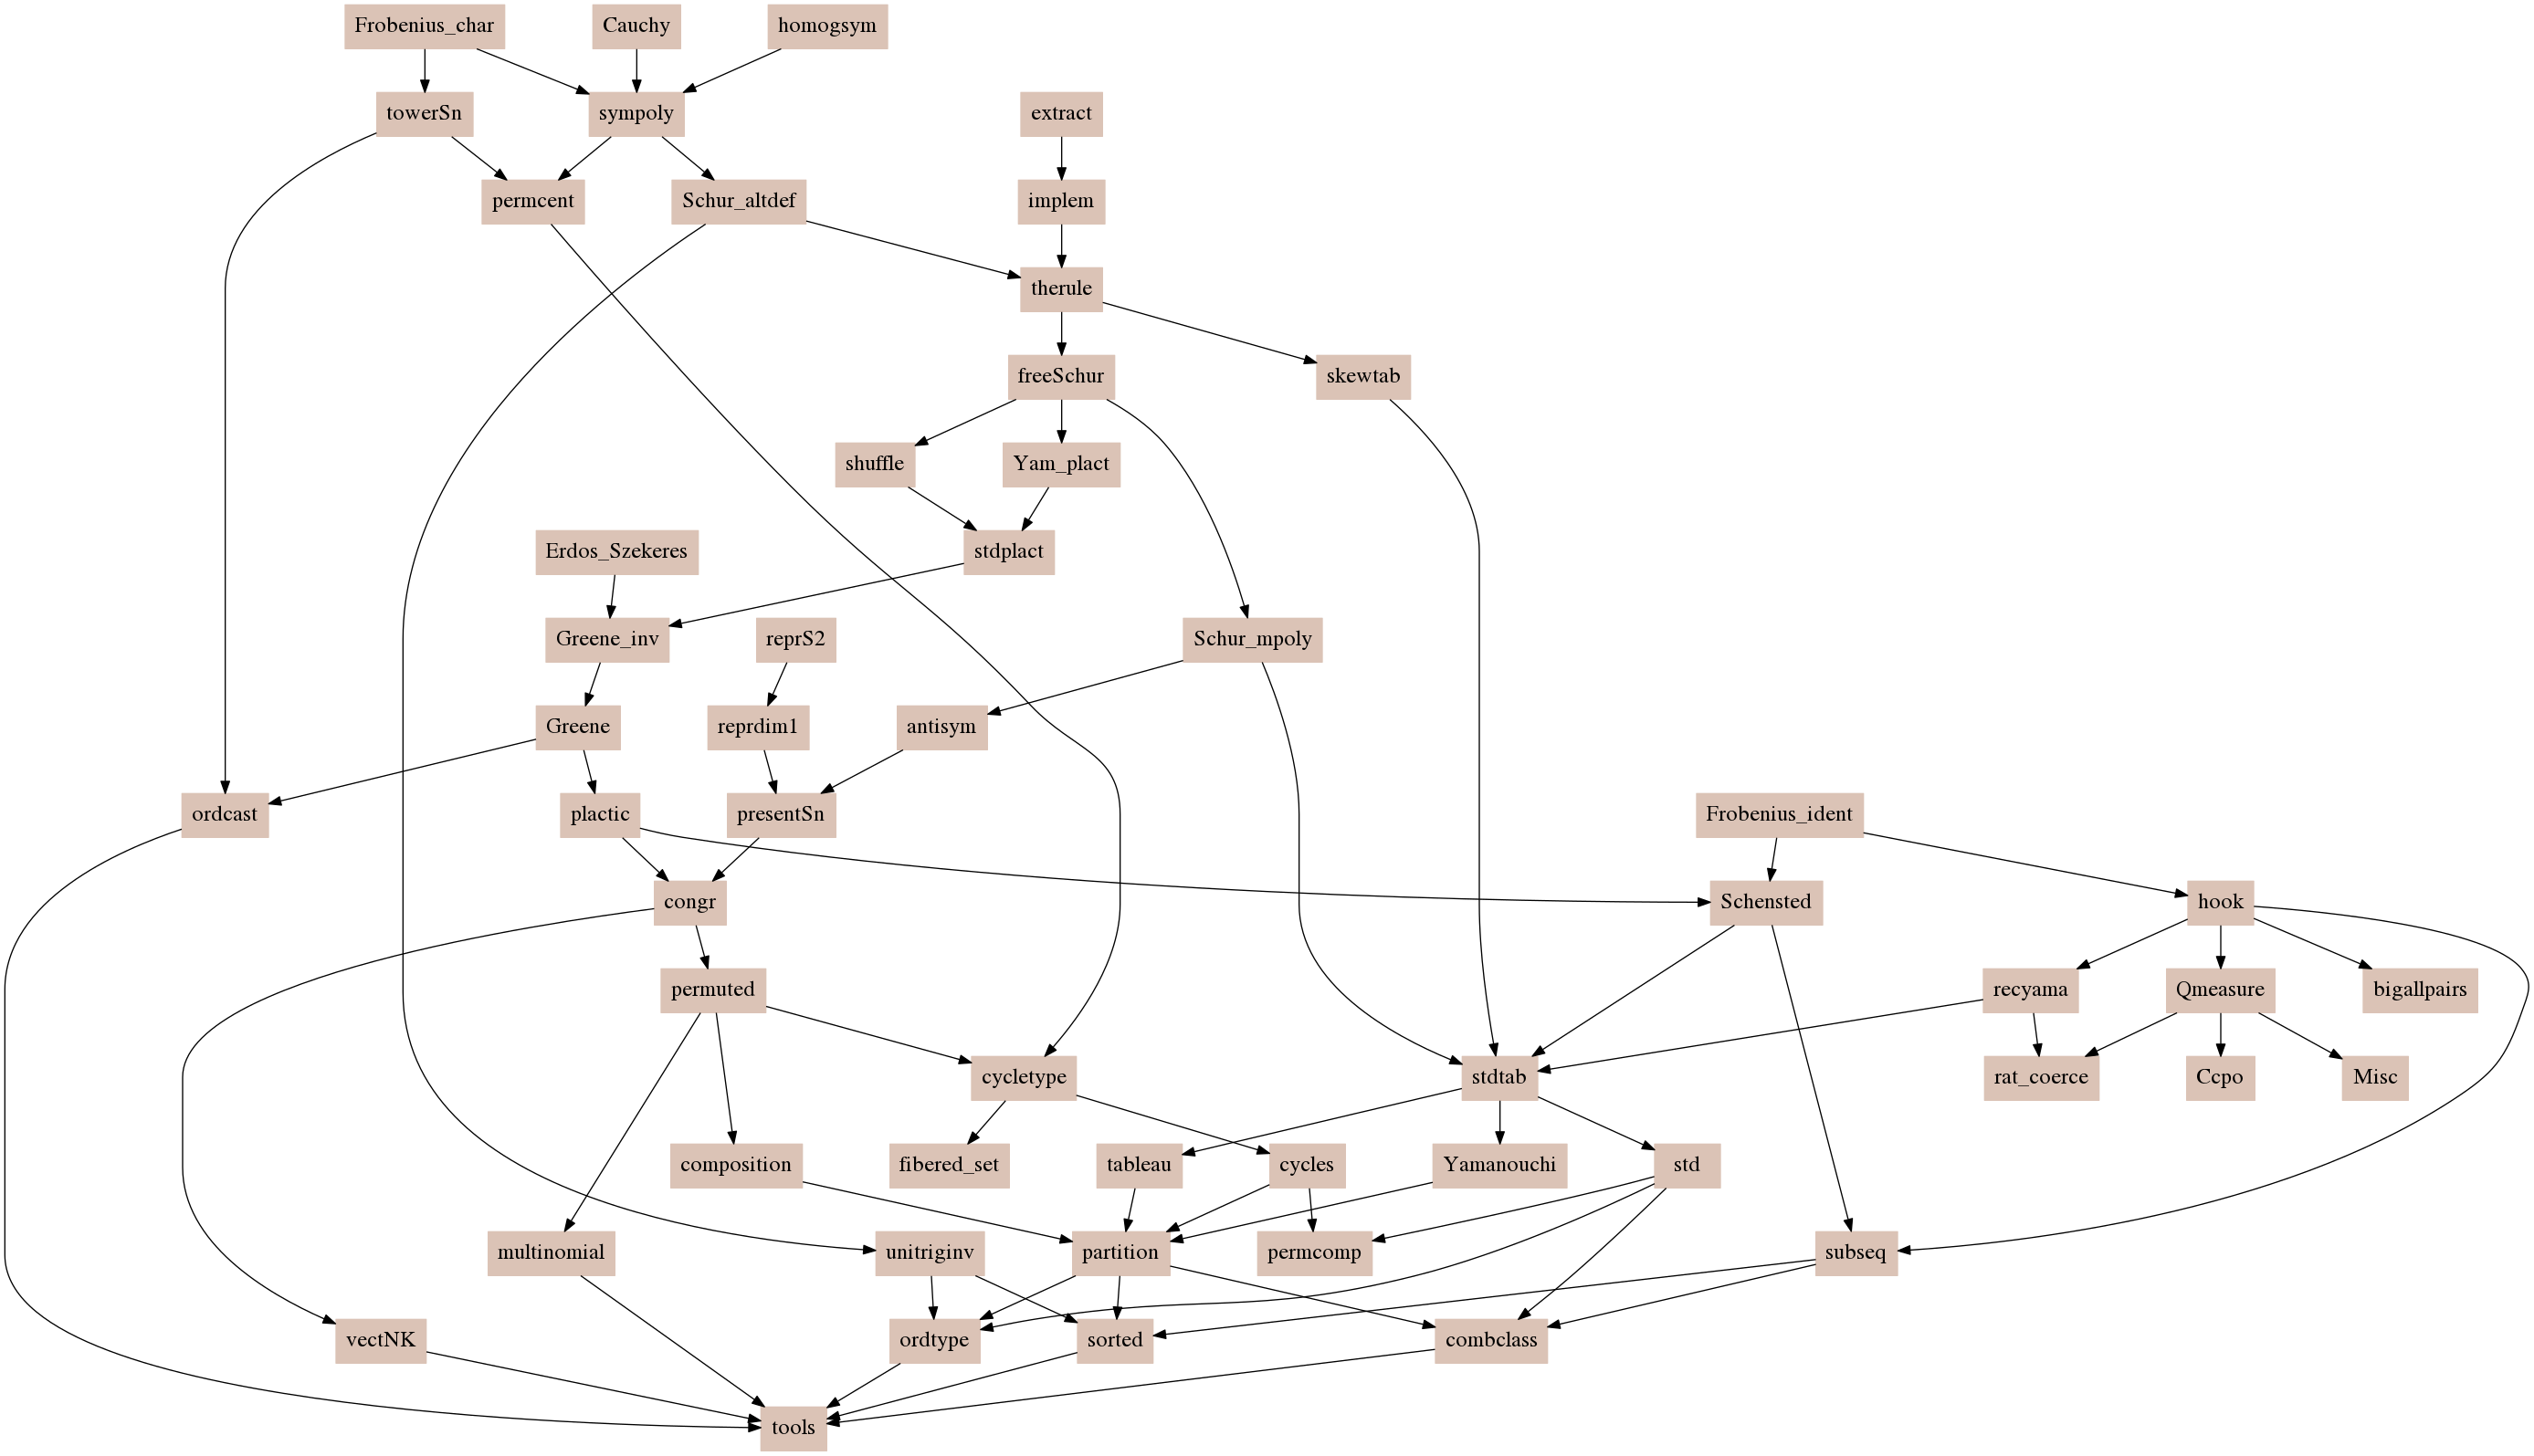 Frobenius_char
Cauchy
homogsym
towerSn
sympoly
extract
permcent
Schur_altdef
implem
therule
freeSchur
skewtab
shuffle
Yam_plact
Erdos_Szekeres
stdplact
Greene_inv
reprS2
Schur_mpoly
Greene
reprdim1
antisym
ordcast
plactic
presentSn
Frobenius_ident
congr
Schensted
hook
permuted
recyama
Qmeasure
bigallpairs
cycletype
stdtab
rat_coerce
Ccpo
Misc
composition
fibered_set
tableau
cycles
Yamanouchi
std
multinomial
unitriginv
partition
permcomp
subseq
vectNK
ordtype
sorted
combclass
tools